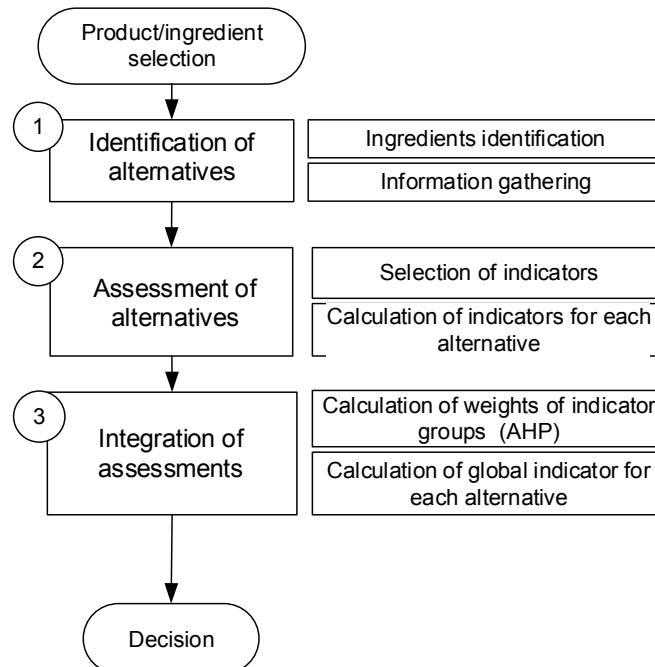 Product/ingredient
selection
1
Identification of
alternatives
Ingredients identification
Information gathering
2
Assessment of
alternatives
Selection of indicators
Calculation of indicators for each
alternative
3
Integration of
assessments
Calculation of weights of indicator
groups (AHP)
Calculation of global indicator for
each alternative
Decision